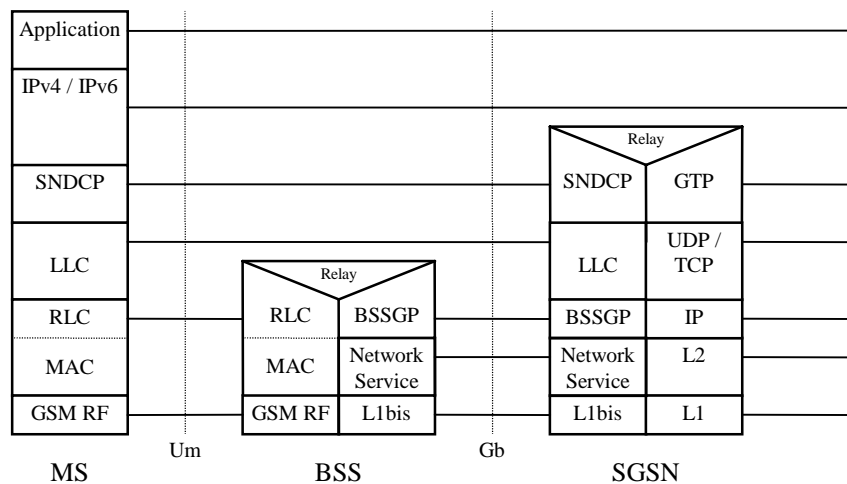 Application
IPv4 / IPv6
Relay
SNDCP
SNDCP
GTP
UDP /
TCP
LLC
LLC
Relay
RLC
RLC
BSSGP
BSSGP
IP
MAC
MAC
Network
Service
Network
Service
L2
GSM RF
GSM RF
L1bis
L1bis
L1
Um
Gb
MS
BSS
SGSN